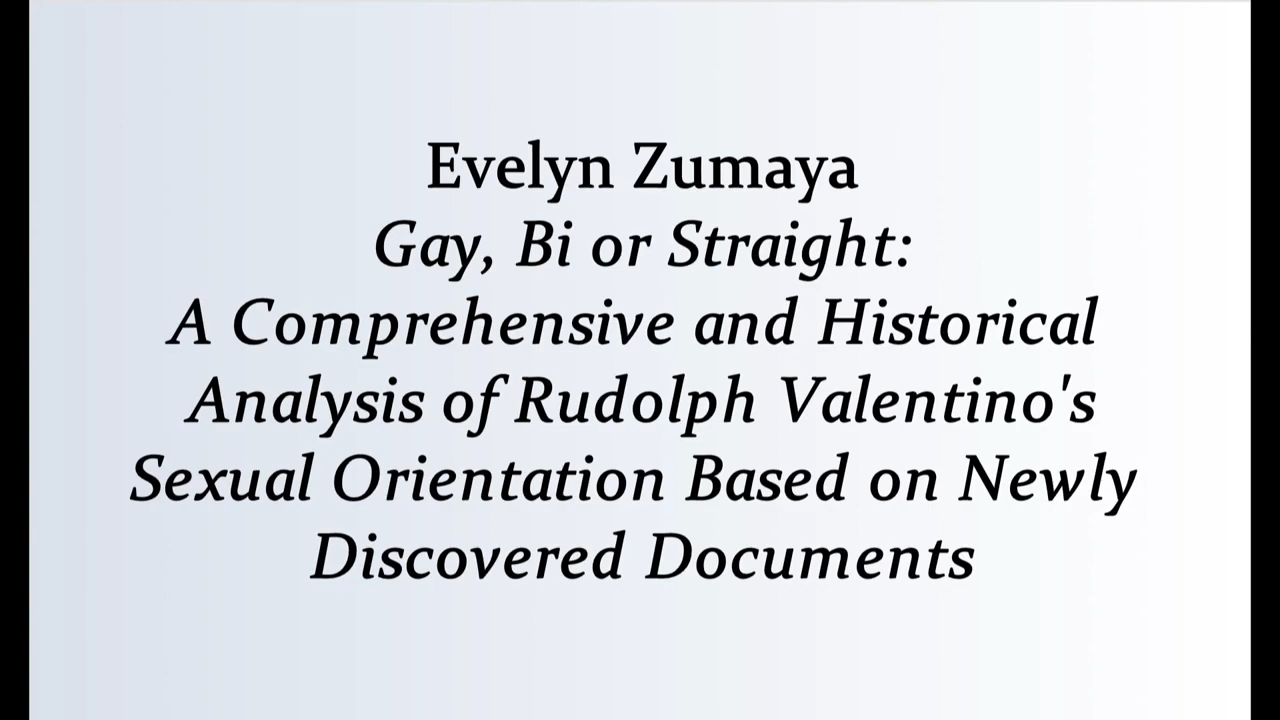 Evelyn Zumaya
Gay, Bi or Straight:
A Comprehensive and Historical
Analysis of Rudolph Valentino's
Sexual Orientation Based on Newly
Discovered Documents